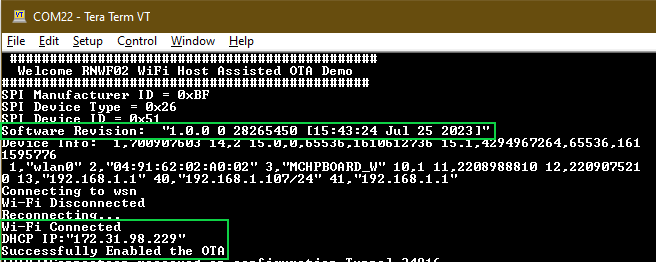 COM22 - Tera Term VT
File Edit Setup Control Window Help
##############################################
Welcome RNWF02 WiFi Host Assisted OTA Demo
##############################################
SPI Manufacturer ID = 0xBF
SPI Device Type = 0x26
SPI Device ID = 0x51
Software Revision: "1.0.0 0 28265450 [15:43:24 Jul 25 2023]"
Device Info: 1,700907603 14,2 15.0,0,65536,1610612736 15.1,4294967264,65536,161
1595776
1,"wlan0" 2,"04:91:62:02:A0:02" 3,"MCHPBOARD_W" 10,1 11,2208988810 12,220907521
0 13,"192.168.1.1" 40,"192.168.1.107/24" 41,"192.168.1.1"
Connecting to wsn
Wi-Fi Disconnected
Reconnecting...
Wi-Fi Connected
DHCP IP:"172.31.98.229"
Successfully Enabled the OTA